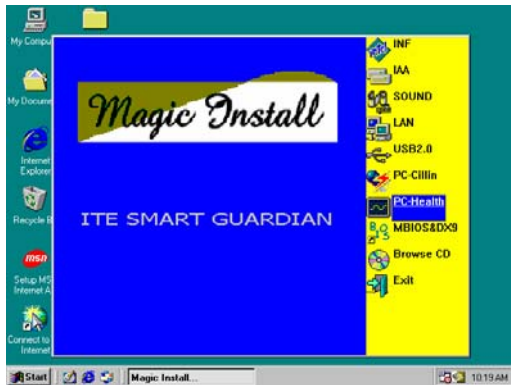 My Compu
My Docume
Internet
Explorer
Recycle B
msn
Setup MS
Internet A
Connect to
Internet
Magic Install
ITE SMART GUARDIAN
INF
IAA
SOUND
LAN
USB2.0
PC-Cillin
PC-Health
MBIOS&DX9
Browse CD
Exit
Start
Magic Install...
10:19 AM